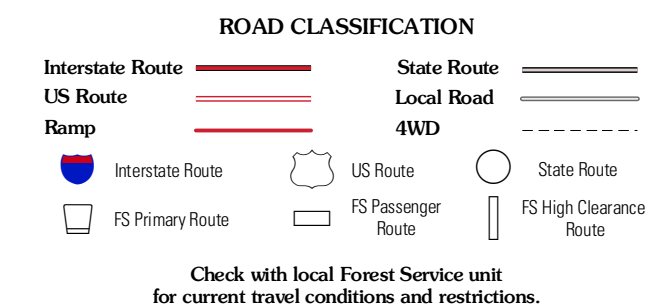 ROAD CLASSIFICATION
Interstate Route
State Route
US Route
Local Road
Ramp
4WD
Interstate Route
US Route
State Route
FS Primary Route
FS Passenger
Route
FS High Clearance
Route
Check with local Forest Service unit
for current travel conditions and restrictions.